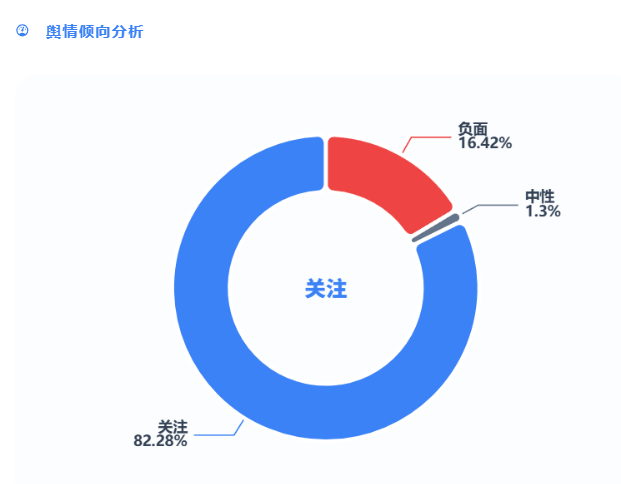 舆情倾向分析
负面
16.42%
中性
1.3%
关注
关注
82.28%